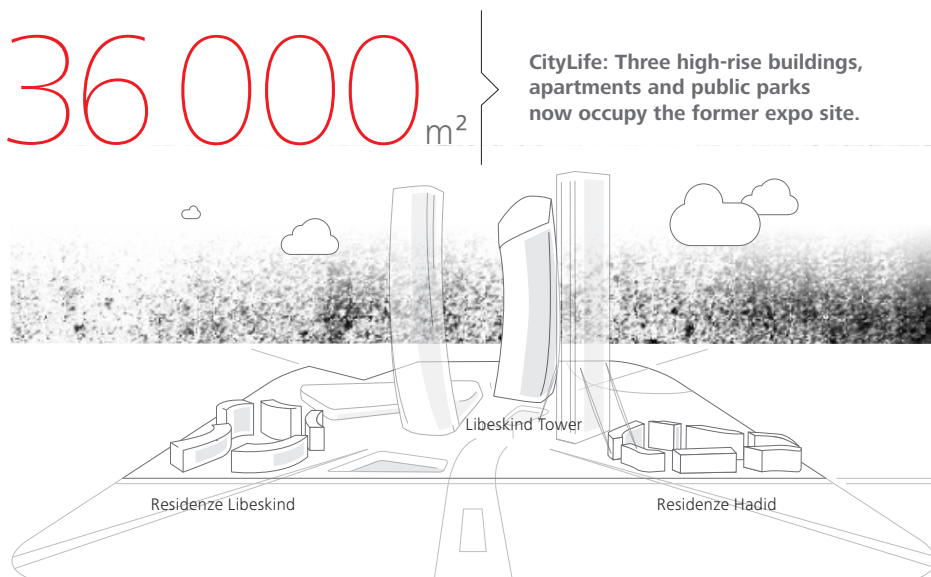 36 000 m²
CityLife: Three high-rise buildings,
apartments and public parks
now occupy the former expo site.
Libeskind Tower
Residenze Libeskind
Residenze Hadid